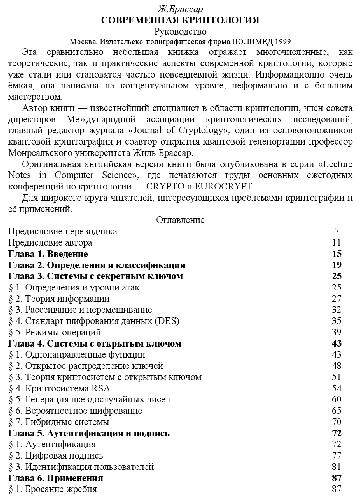 Ж.Брассар
СОВРЕМЕННАЯ КРИПТОЛОГИЯ
Руководство
Москва. Издательско-полиграфическая фирма ПОЛИМЕД 1999
Эта сравнительно небольшая книжка отражает многочисленные, как
теоретические, так и практические аспекты современной криптологии, которые
уже стали или становятся частью повседневной жизни. Информационно очень
ёмкая, она написана на концептуальном уровне, неформально и с большим
мастерством.
Автор книги — известнейший специалист в области криптологии, член совета
директоров Международной ассоциации криптологических исследований,
главный редактор журнала «Journal of Cryptology», один из основоположников
квантовой криптографии и соавтор открытия квантовой телепортации профессор
Монреальского университета Жиль Брассар.
Оригинальная английская версия книги была опубликована в серии «Lecture
Notes in Computer Science», где печатаются труды основных ежегодных
конференций по криптологии — CRYPTO и EUROCRYPT.
Для широкого круга читателей, интересующихся проблемами криптографии и
её применений.
Оглавление
Предисловие переводчика 7
Предисловие автора 11
Глава 1. Введение 15
Глава 2. Определения и классификация 19
Глава 3. Системы с секретным ключом 25
§ 1. Определения и уровни атак 25
§ 2. Теория информации 27
§ 3. Рассеивание и перемешивание 32
§ 4. Стандарт шифрования данных (DES) 35
§ 5. Режимы операций 39
Глава 4. Системы с открытым ключом 43
§ 1. Однонаправленные функции 43
§ 2. Открытое распределение ключей 48
§ 3. Теория криптосистем с открытым ключом 51
§ 4. Криптосистема RSA 54
§ 5. Генерация псевдослучайных чисел 60
§ 6. Вероятностное шифрование 65
§ 7. Гибридные системы 70
Глава 5. Аутентификация и подпись 72
§ 1. Аутентификация 72
§ 2. Цифровая подпись 77
§ 3. Идентификация пользователей 81
Глава 6. Применения 87
§ 1. Бросание жребия 87